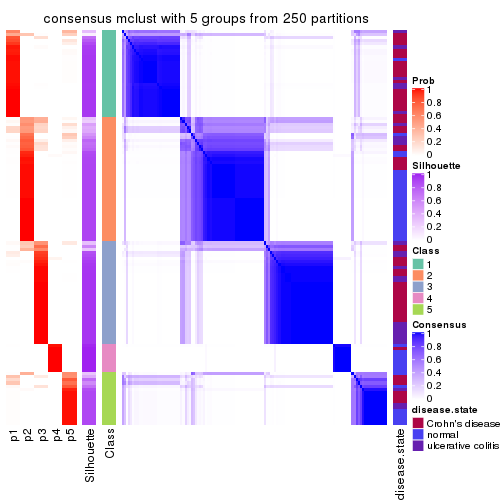 consensus mclust with 5 groups from 250 partitions
Prob
1
0.8
0.6
0.4
0.2
0
Silhouette
1
0.8
0.6
0.4
0.2
0
Class
1
2
3
4
5
Consensus
1
0.8
0.6
0.4
0.2
0
disease.state
Crohn's disease
normal
ulcerative colitis
p1
p2
p3
p4
p5
Silhouette
Class
disease.state